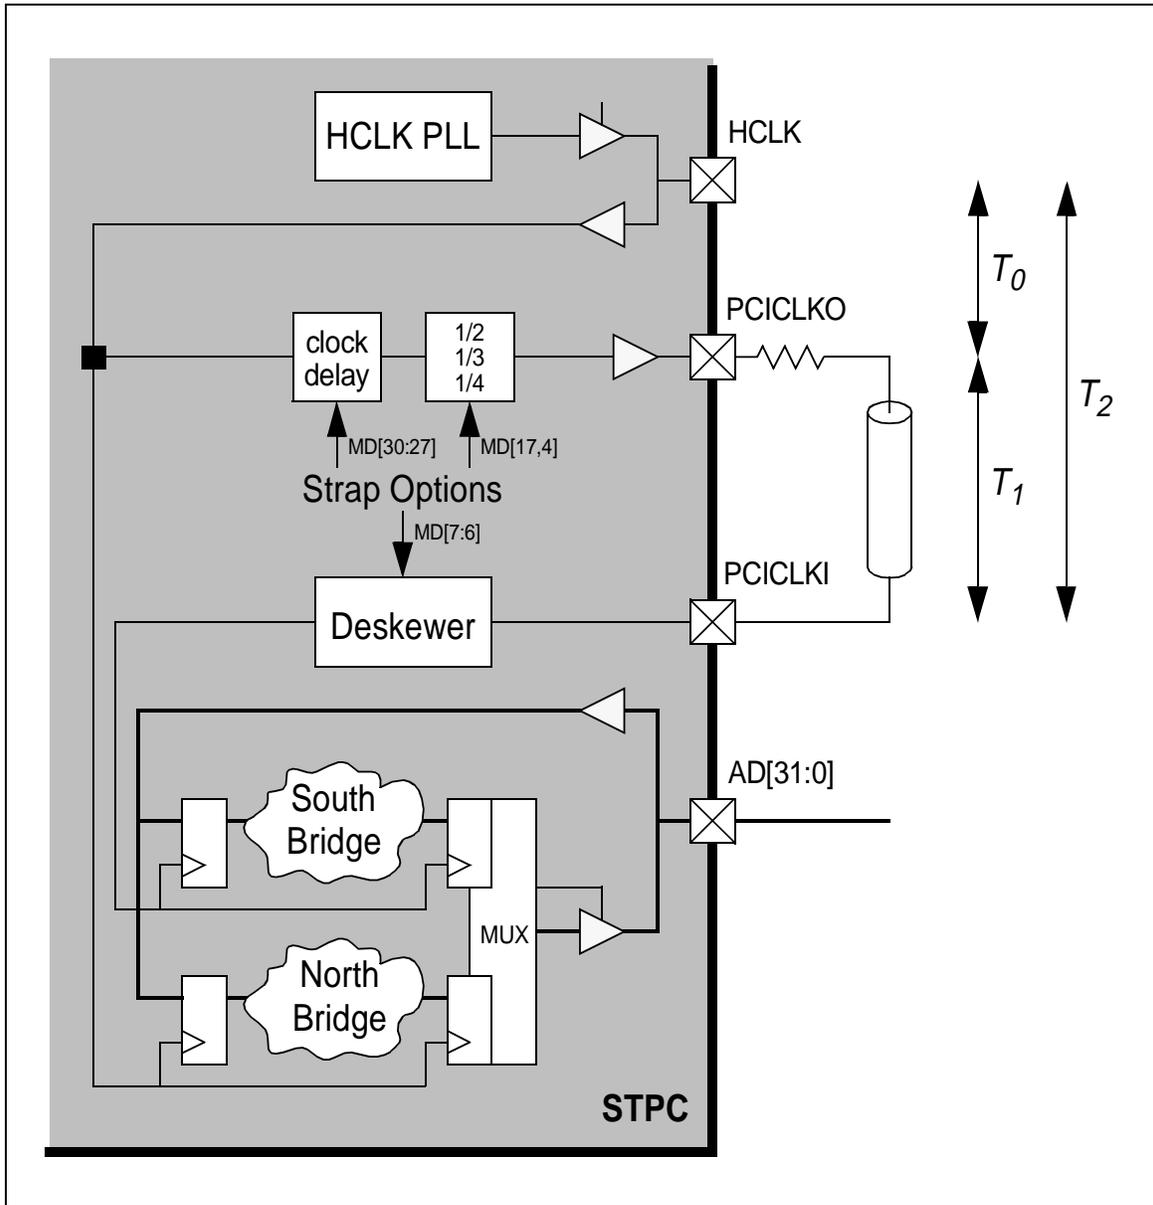 HCLK PLL
HCLK
T0
PCICLKO
clock
delay
1/2
1/3
1/4
T2
MD[30:27]
MD[17,4]
Strap Options
T1
MD[7:6]
PCICLKI
Deskewer
AD[31:0]
South
Bridge
MUX
North
Bridge
STPC